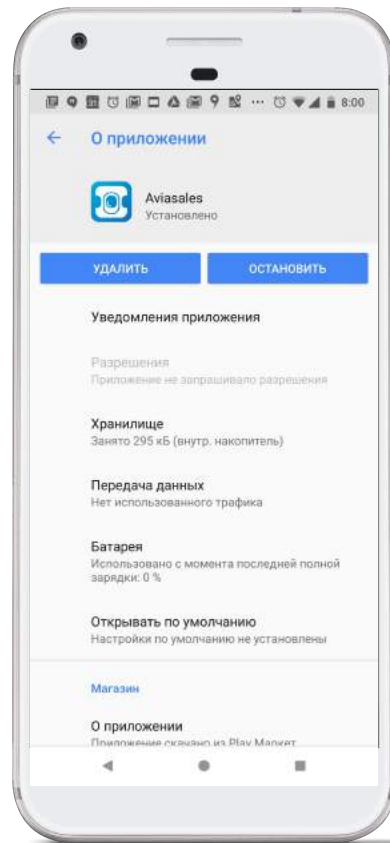 8:00
О приложении
Aviasales
Установлено
УДАЛИТЬ
ОСТАНОВИТЬ
Уведомления приложения
Разрешения
Приложение не запрашивало разрешения
Хранилище
Занято 295 кБ (внутр. накопитель)
Передача данных
Нет использованного трафика
Батарея
Использовано с момента последней полной
зарядки: 0 %
Открывать по умолчанию
Настройки по умолчанию не установлены
Магазин
О приложении
Приложение скачано из Play Маркет